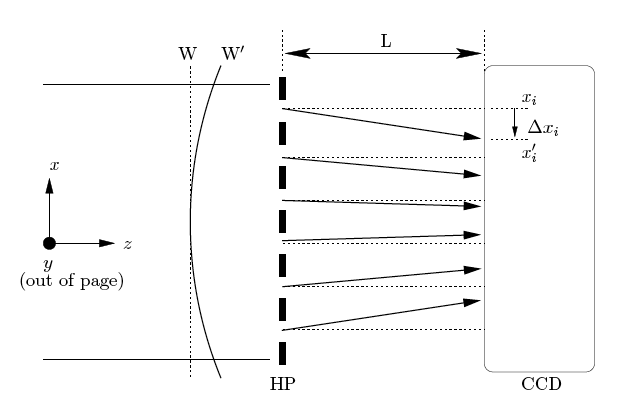 L
W W′
x_i
Δx_i
x′_i
x
z
y
(out of page)
HP
CCD